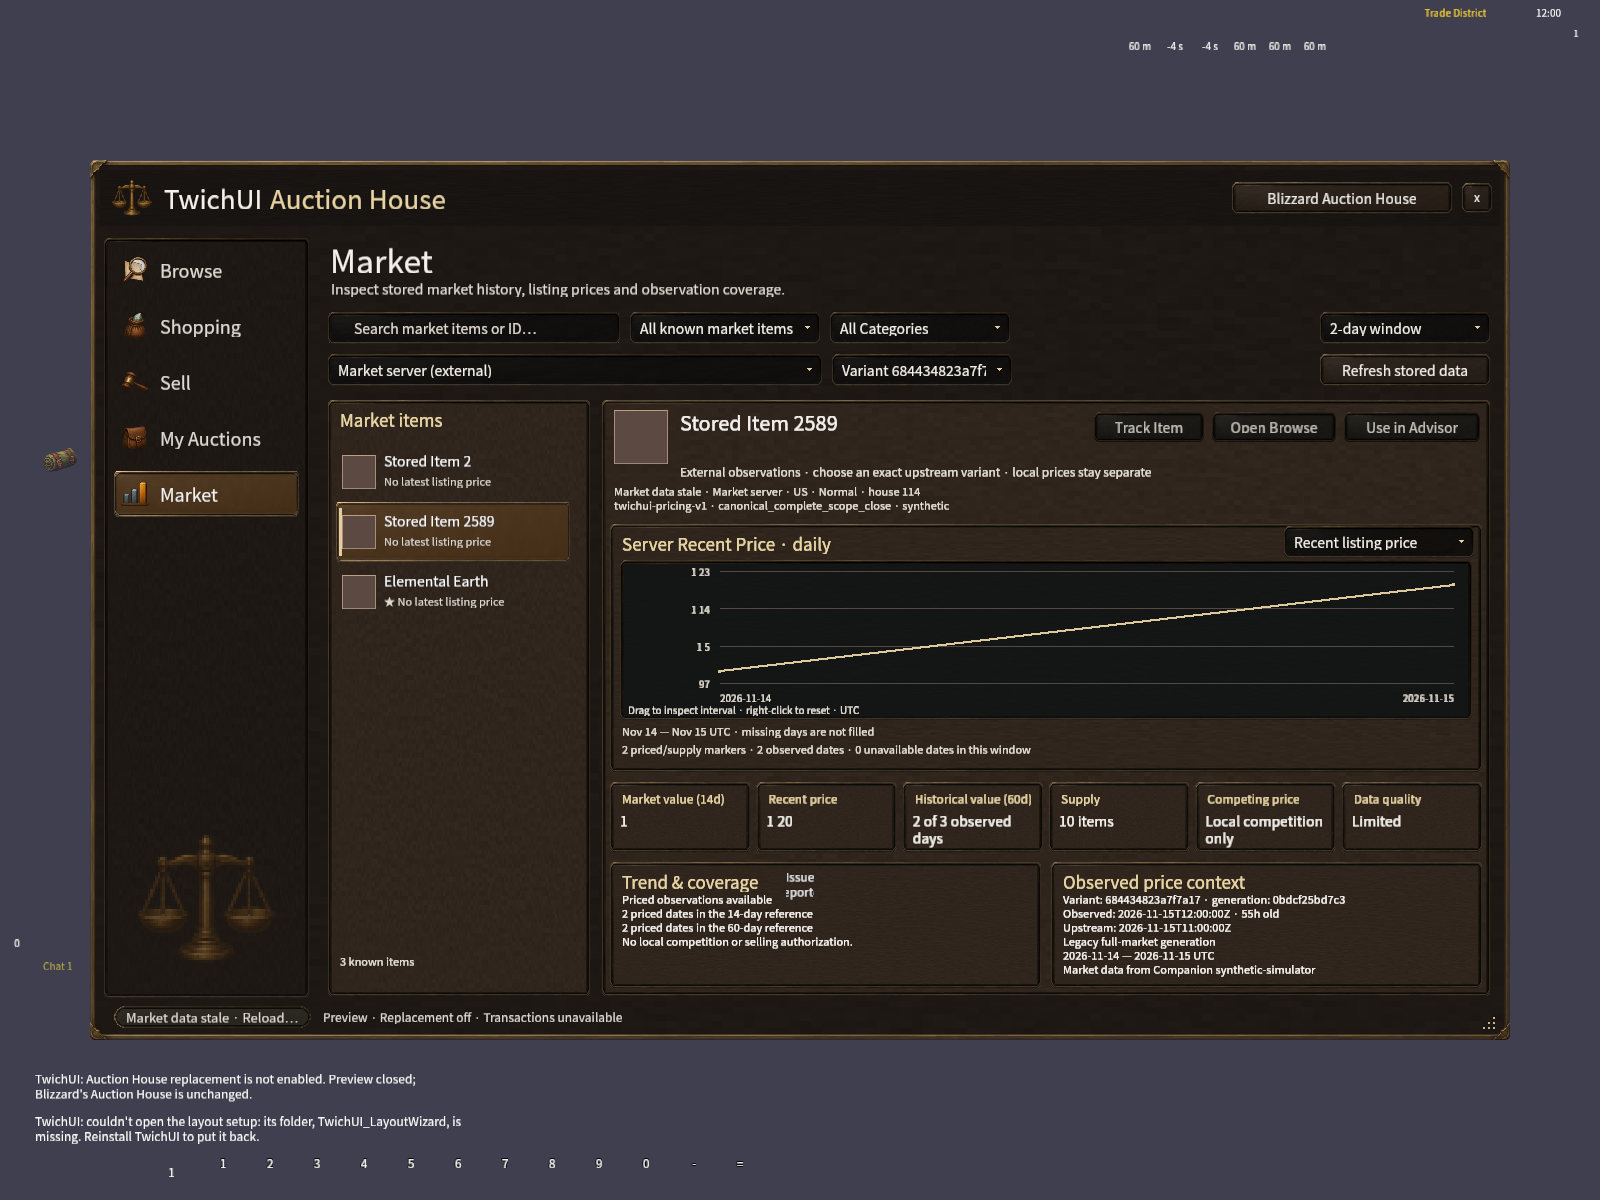 Trade District
12:00
1
60 m -4 s -4 s 60 m 60 m 60 m
TwichUI Auction House
Blizzard Auction House
x
Browse
Shopping
Sell
My Auctions
Market
Market
Inspect stored market history, listing prices and observation coverage.
Search market items or ID...
All known market items
All Categories
2-day window
Market server (external)
Variant 684434823a7f7
Refresh stored data
Market items
Stored Item 2
No latest listing price
Stored Item 2589
No latest listing price
Elemental Earth
★ No latest listing price
3 known items
Stored Item 2589
Track Item
Open Browse
Use in Advisor
External observations · choose an exact upstream variant · local prices stay separate
Market data stale · Market server · US · Normal · house 114
twichui-pricing-v1 · canonical_complete_scope_close · synthetic
Server Recent Price · daily
Recent listing price
1 23
1 14
1 5
97
2026-11-14
2026-11-15
Drag to inspect interval · right-click to reset · UTC
Nov 14 — Nov 15 UTC · missing days are not filled
2 priced/supply markers · 2 observed dates · 0 unavailable dates in this window
Market value (14d)
1
Recent price
1 20
Historical value (60d)
2 of 3 observed
days
Supply
10 items
Competing price
Local competition
only
Data quality
Limited
Trend & coverage
Issue
eport
Priced observations available
2 priced dates in the 14-day reference
2 priced dates in the 60-day reference
No local competition or selling authorization.
Observed price context
Variant: 684434823a7f7a17 · generation: 0bdcf25bd7c3
Observed: 2026-11-15T12:00:00Z · 55h old
Upstream: 2026-11-15T11:00:00Z
Legacy full-market generation
2026-11-14 — 2026-11-15 UTC
Market data from Companion synthetic-simulator
0
Chat 1
Market data stale · Reload...
Preview · Replacement off · Transactions unavailable
TwichUI: Auction House replacement is not enabled. Preview closed;
Blizzard's Auction House is unchanged.
TwichUI: couldn't open the layout setup: its folder, TwichUI_LayoutWizard, is
missing. Reinstall TwichUI to put it back.
1
1 2 3 4 5 6 7 8 9 0 - =